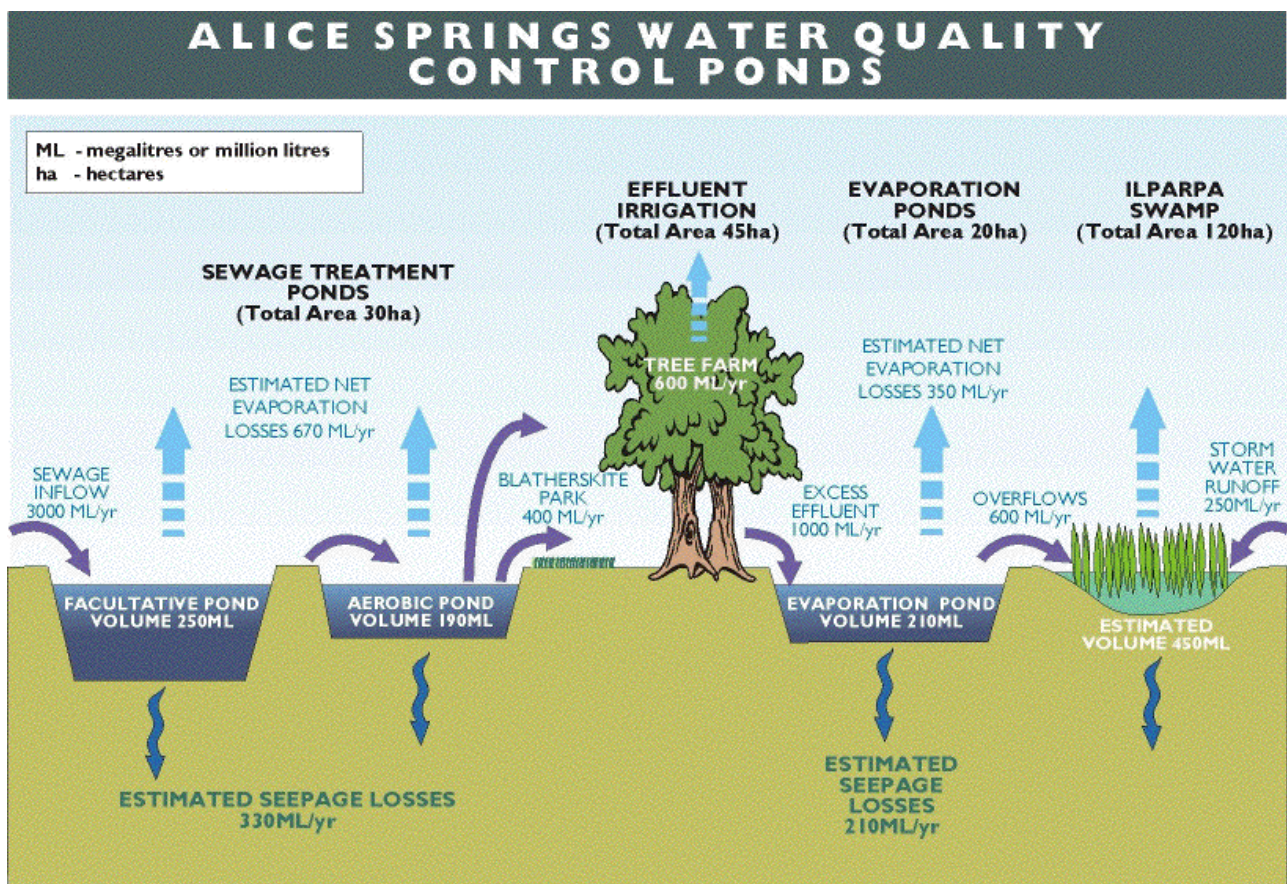 ALICE SPRINGS WATER QUALITY
CONTROL PONDS
ML - megalitres or million litres
ha - hectares
SEWAGE TREATMENT
PONDS
(Total Area 30ha)
EFFLUENT
IRRIGATION
(Total Area 45ha)
EVAPORATION
PONDS
(Total Area 20ha)
ILPARPA
SWAMP
(Total Area 120ha)
SEWAGE
INFLOW
3000 ML/yr
ESTIMATED NET
EVAPORATION
LOSSES 670 ML/yr
BLATHERSKITE
PARK
400 ML/yr
TREE FARM
600 ML/yr
EXCESS
EFFLUENT
1000 ML/yr
ESTIMATED NET
EVAPORATION
LOSSES 350 ML/yr
OVERFLOWS
600 ML/yr
STORM
WATER
RUNOFF
250ML/yr
FACULTATIVE POND
VOLUME 250ML
AEROBIC POND
VOLUME 190ML
EVAPORATION POND
VOLUME 210ML
ESTIMATED
VOLUME 450ML
ESTIMATED SEEPAGE LOSSES
330ML/yr
ESTIMATED
SEEPAGE
LOSSES
210ML/yr